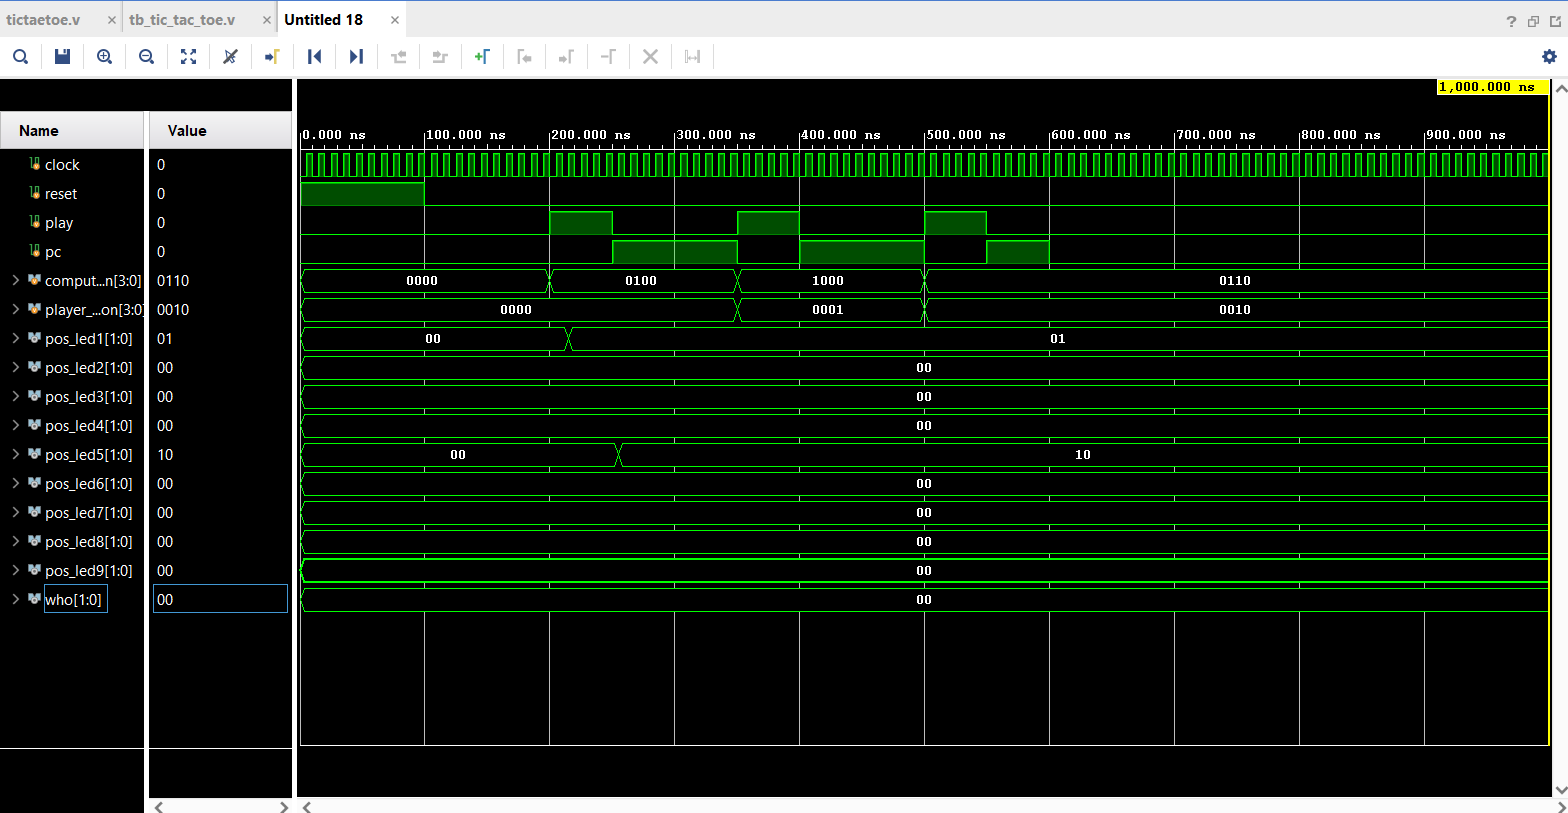 tictaetoe.v × tb_tic_tac_toe.v × Untitled 18 ×
?
1,000.000 ns
Name Value
0.000 ns 100.000 ns 200.000 ns 300.000 ns 400.000 ns 500.000 ns 600.000 ns 700.000 ns 800.000 ns 900.000 ns
clock 0
reset 0
play 0
pc 0
comput...n[3:0] 0110 0000 0100 1000 0110
player_...on[3:0] 0010 0000 0001 0010
pos_led1[1:0] 01 00 01
pos_led2[1:0] 00 00
pos_led3[1:0] 00 00
pos_led4[1:0] 00 00
pos_led5[1:0] 10 00 10
pos_led6[1:0] 00 00
pos_led7[1:0] 00 00
pos_led8[1:0] 00 00
pos_led9[1:0] 00 00
who[1:0] 00 00